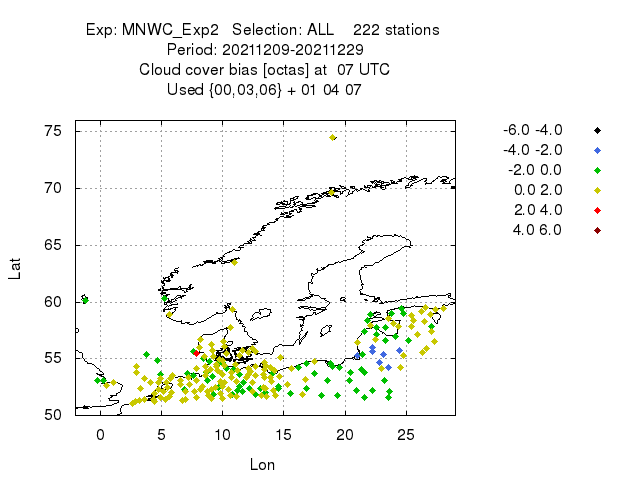 Exp: MNWC_Exp2 Selection: ALL 222 stations
Period: 20211209-20211229
Cloud cover bias [octas] at 07 UTC
Used {00,03,06} + 01 04 07
-6.0 -4.0
-4.0 -2.0
-2.0 0.0
0.0 2.0
2.0 4.0
4.0 6.0
75
70
65
60
55
50
Lat
0 5 10 15 20 25
Lon